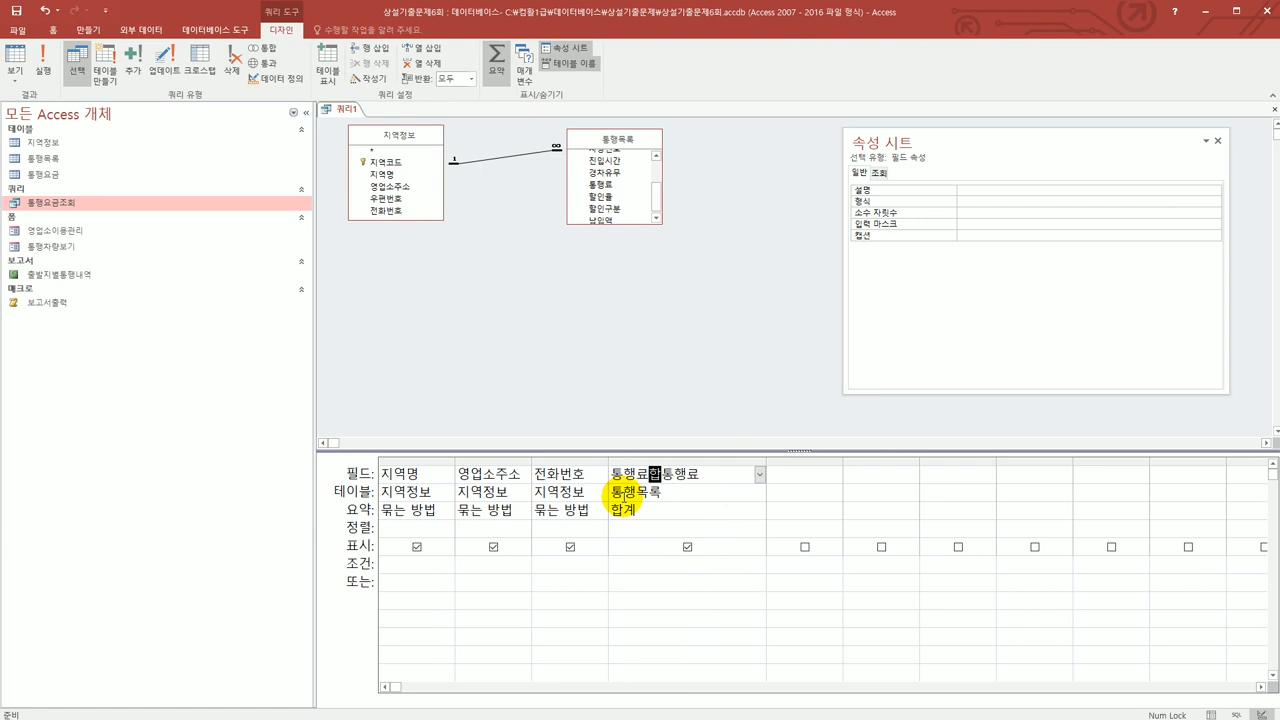 쿼리 도구
상설기출문제6회 : 데이터베이스- C:₩컴활1급₩데이터베이스₩상설기출문제₩상설기출문제6회.accdb (Access 2007 - 2016 파일 형식) - Access
파일 홈 만들기 외부 데이터 데이터베이스 도구 디자인 수행할 작업을 알려 주세요.
보기 실행 선택 테이블 만들기 추가 업데이트 크로스탭 삭제 통합 통과 데이터 정의 테이블 표시 행 삽입 행 삭제 작성기 열 삽입 열 삭제 반환: 모두 요약 매개 변수 속성 시트 테이블 이름
결과 쿼리 유형 쿼리 설정 표시/숨기기
모든 Access 개체
테이블
지역정보
통행목록
통행요금
쿼리
통행요금조회
폼
영업소이용관리
통행차량보기
보고서
출발지별통행내역
매크로
보고서출력
쿼리1
지역정보
*
지역코드
지역명
영업소주소
우편번호
전화번호
1
∞
통행목록
진입시간
경차유무
통행료
할인율
할인구분
납입액
속성 시트
선택 유형: 필드 속성
일반 조회
설명
형식
소수 자릿수
입력 마스크
캡션
필드: 지역명 영업소주소 전화번호 통행료합통행료
테이블: 지역정보 지역정보 지역정보 통행목록
요약: 묶는 방법 묶는 방법 묶는 방법 합계
정렬:
표시:
조건:
또는:
준비 Num Lock SQL